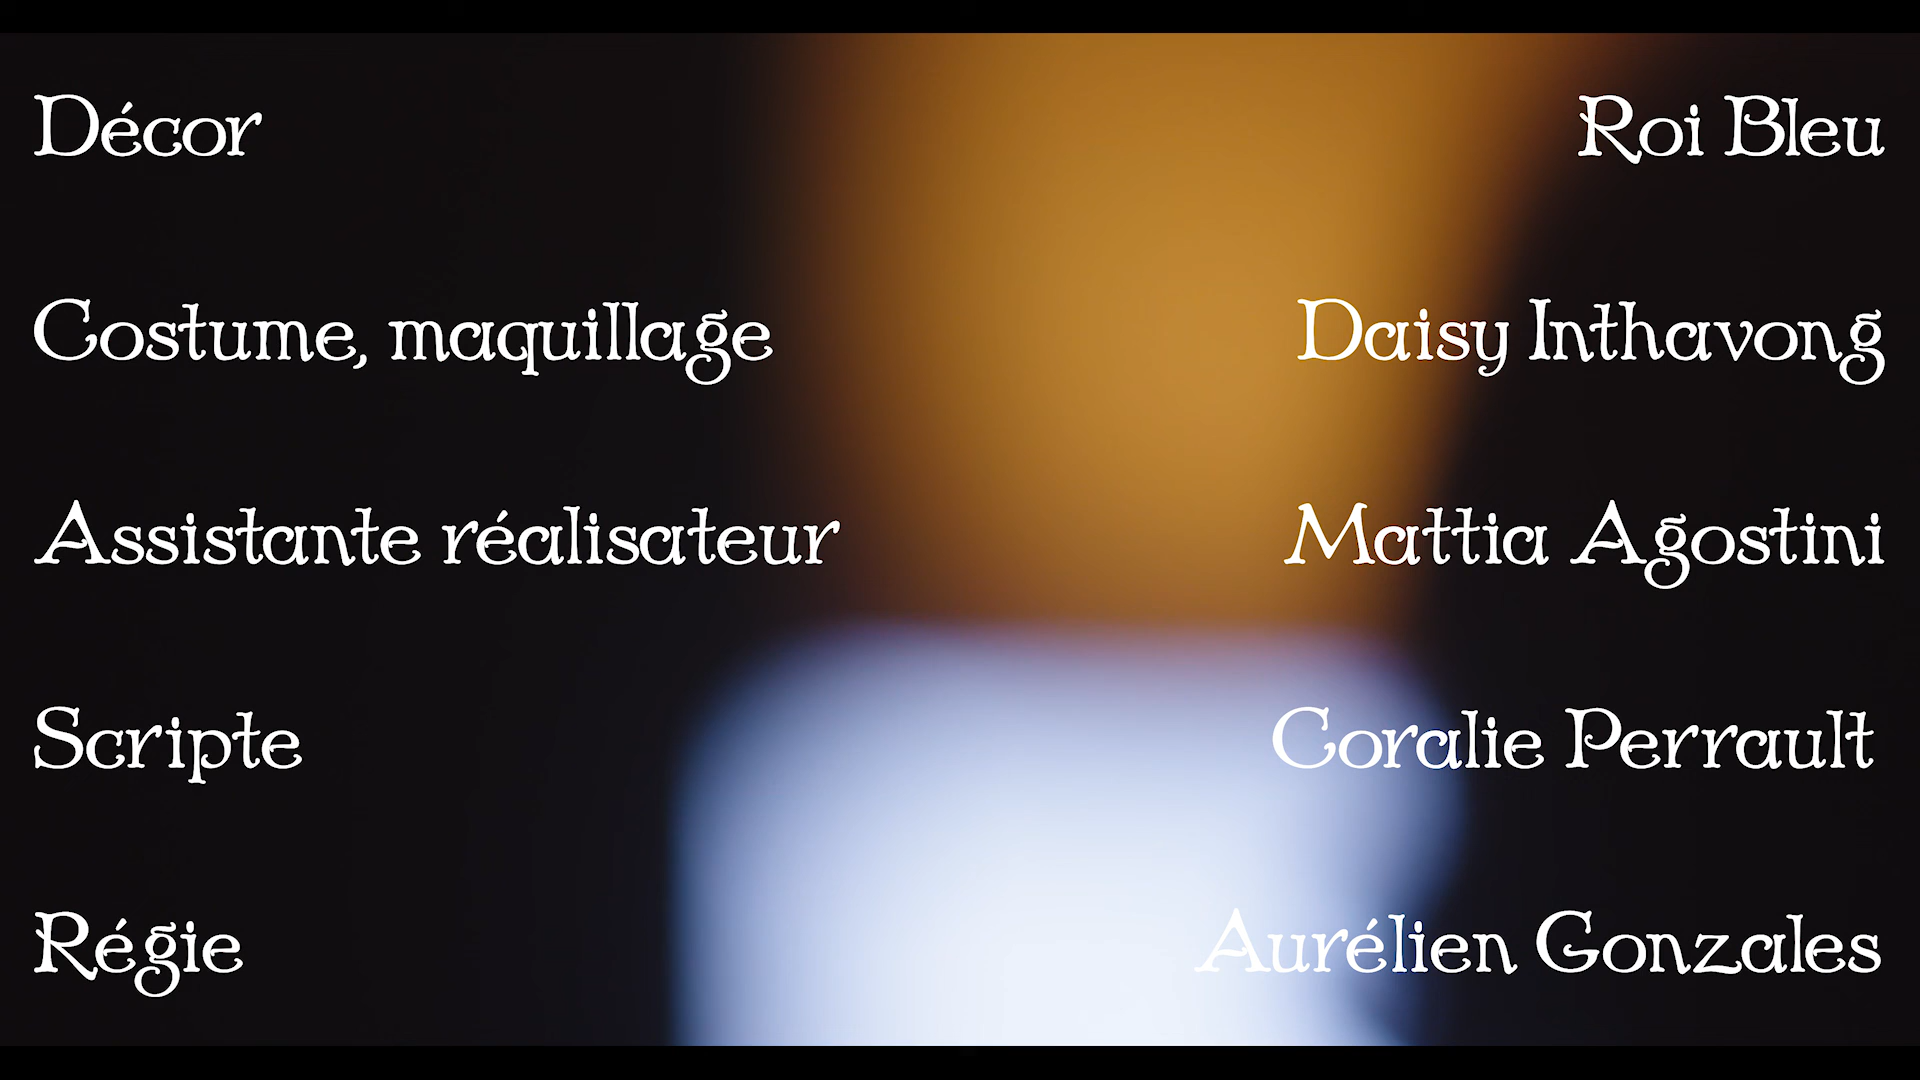 Décor Roi Bleu
Costume, maquillage Daisy Inthavong
Assistante réalisateur Mattia Agostini
Scripte Coralie Perrault
Régie Aurélien Gonzales